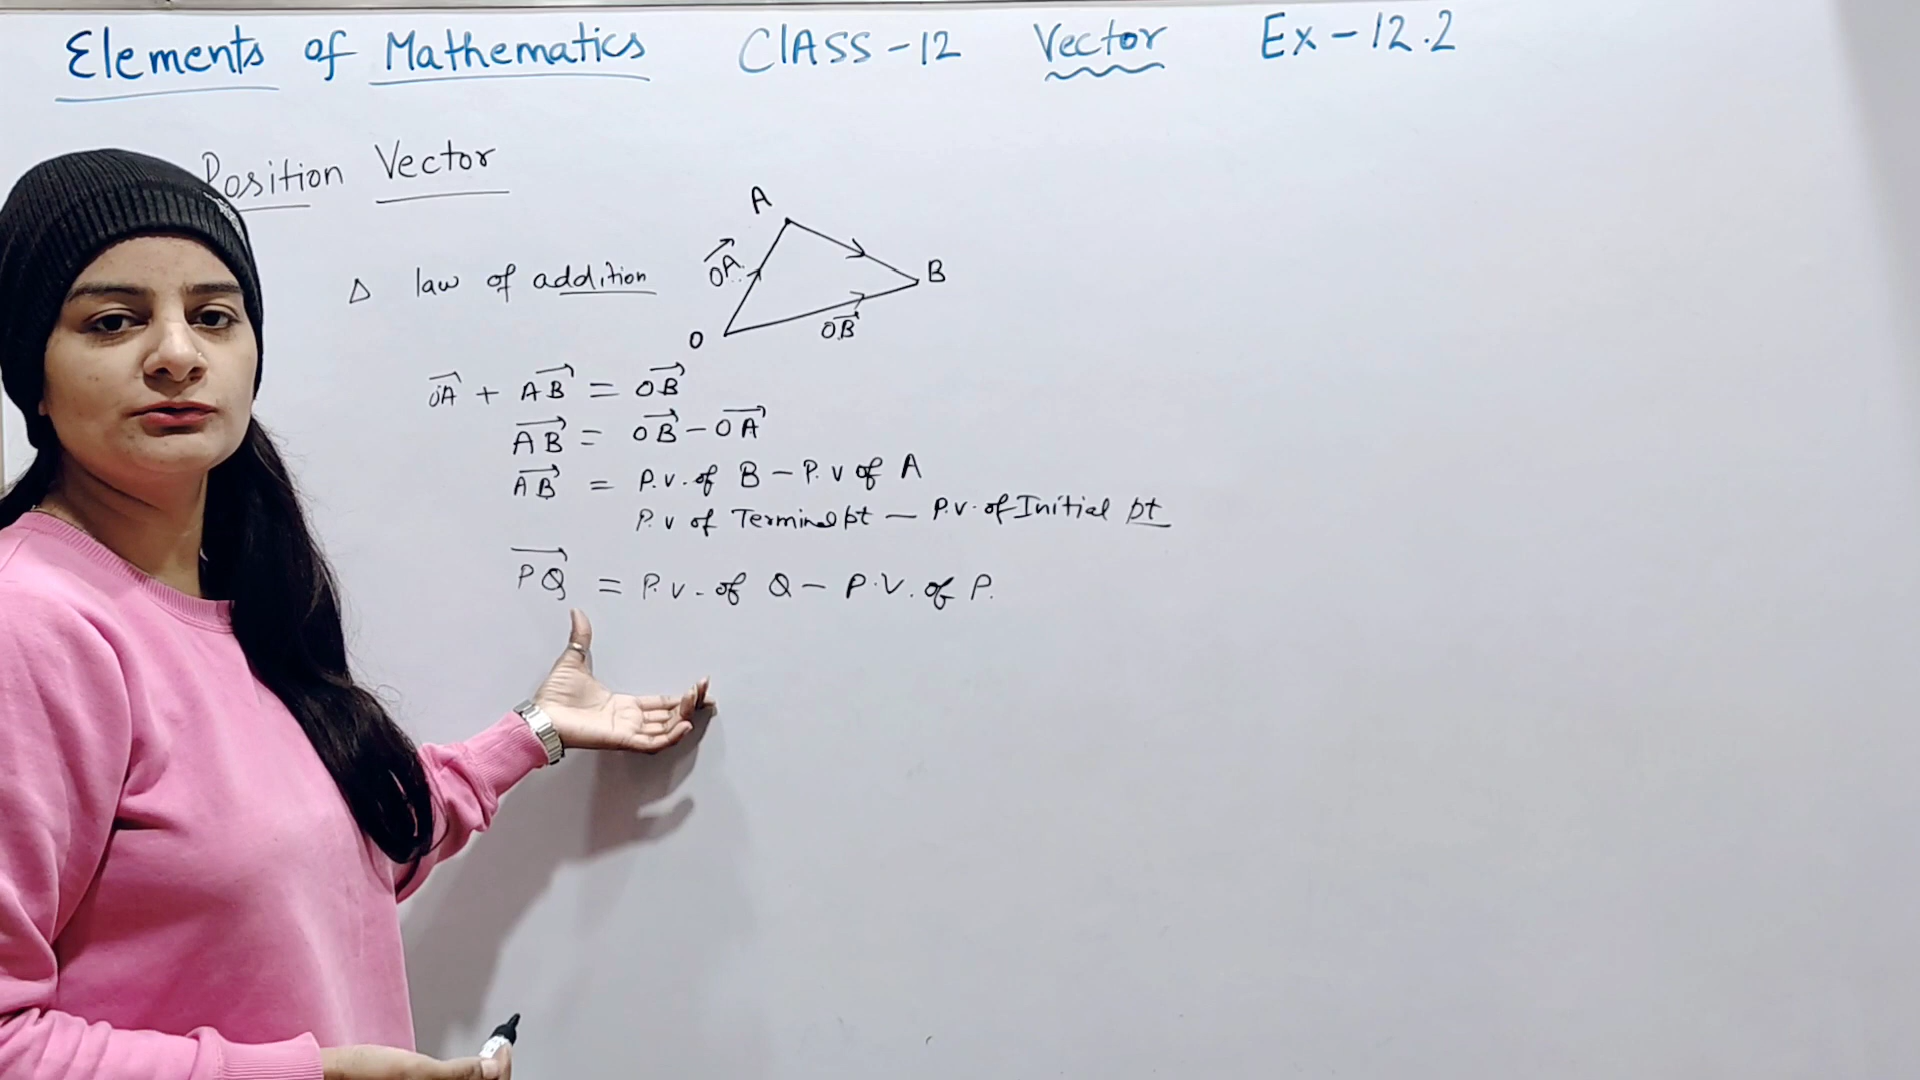 Elements of Mathematics CLASS-12 Vector Ex-12.2
Position Vector
A
Δ law of addition
OA
B
O
OB
OA + AB = OB
AB = OB - OA
AB = P.V. of B - P.V of A
P.V of Terminal pt - P.V. of Initial pt
PQ = P.V. of Q - P.V. of P.